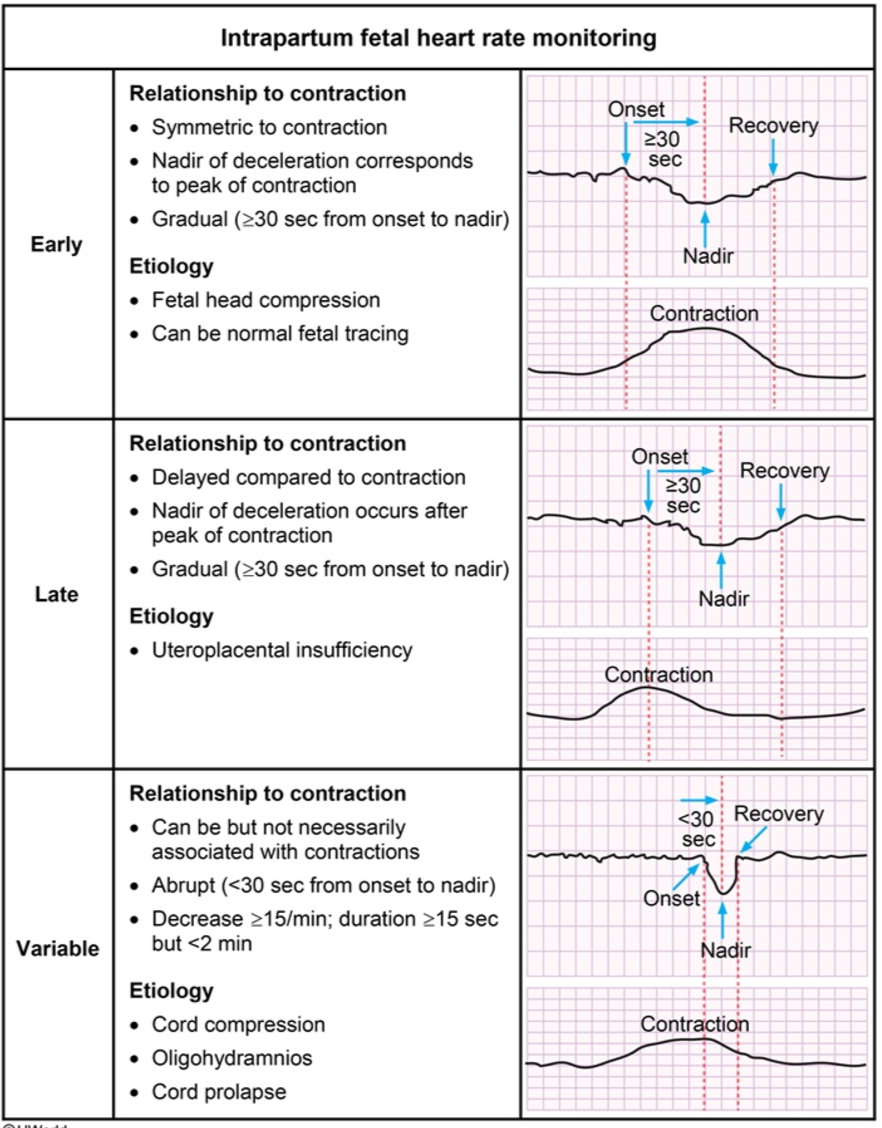 Intrapartum fetal heart rate monitoring
Early
Relationship to contraction
• Symmetric to contraction
• Nadir of deceleration corresponds
to peak of contraction
• Gradual (≥30 sec from onset to nadir)
Etiology
• Fetal head compression
• Can be normal fetal tracing
Onset
≥30
sec
Recovery
Nadir
Contraction
Late
Relationship to contraction
• Delayed compared to contraction
• Nadir of deceleration occurs after
peak of contraction
• Gradual (≥30 sec from onset to nadir)
Etiology
• Uteroplacental insufficiency
Onset
≥30
sec
Recovery
Nadir
Contraction
Variable
Relationship to contraction
• Can be but not necessarily
associated with contractions
• Abrupt (<30 sec from onset to nadir)
• Decrease ≥15/min; duration ≥15 sec
but <2 min
Etiology
• Cord compression
• Oligohydramnios
• Cord prolapse
<30
sec
Recovery
Onset
Nadir
Contraction